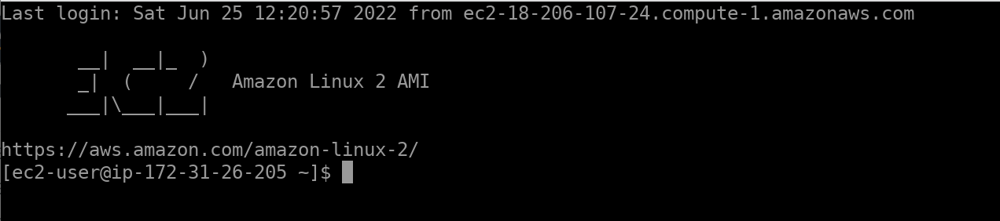 Last login: Sat Jun 25 12:20:57 2022 from ec2-18-206-107-24.compute-1.amazonaws.com
       __|  __|_  )
       _|  (     /   Amazon Linux 2 AMI
      ___|\___|___|
https://aws.amazon.com/amazon-linux-2/
[ec2-user@ip-172-31-26-205 ~]$